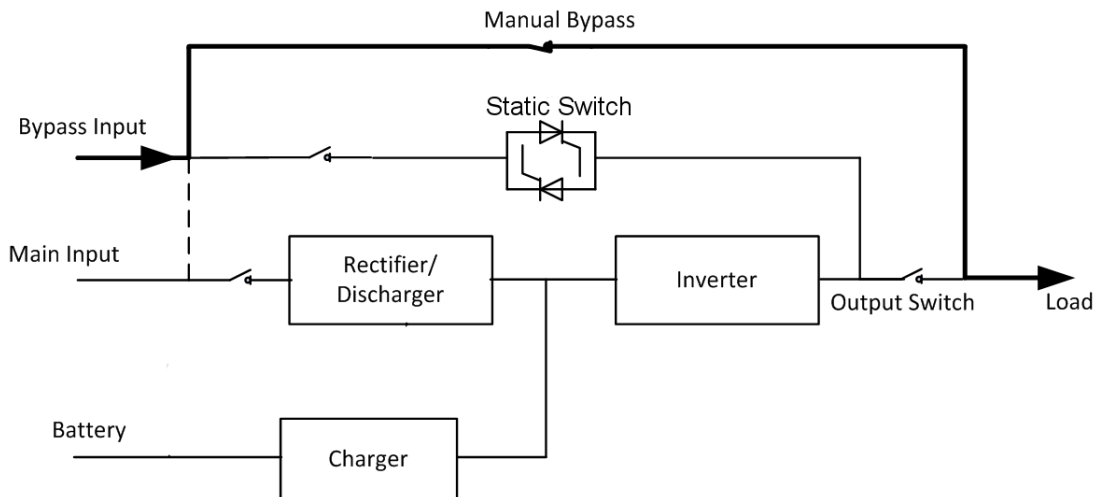 Manual Bypass
Static Switch
Bypass Input
Main Input
Rectifier/
Discharger
Inverter
Output Switch
Load
Battery
Charger